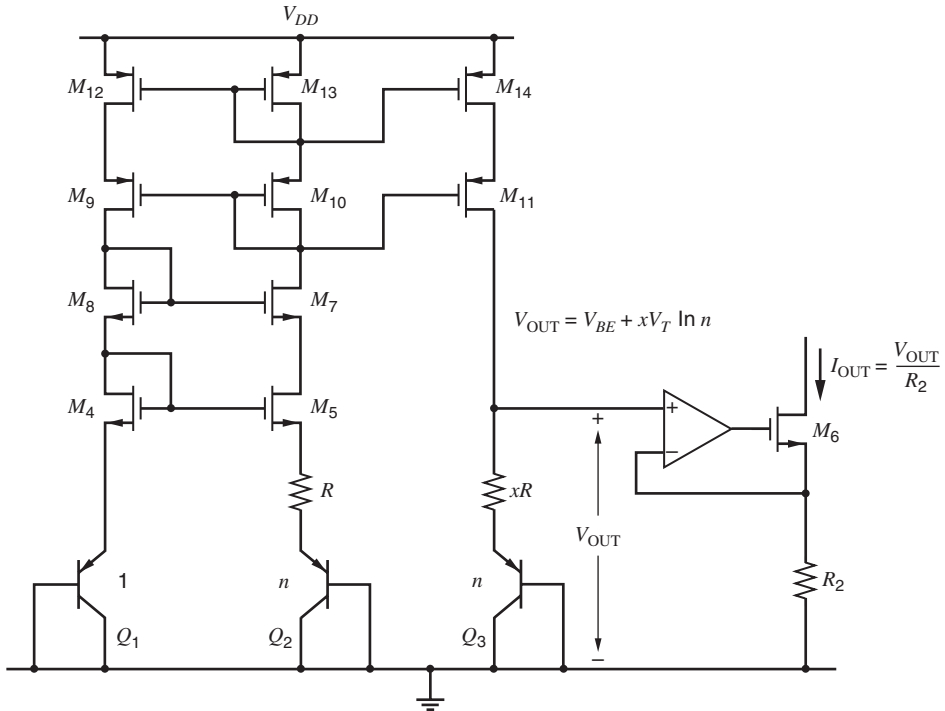 V_DD
M_12
M_13
M_14
M_9
M_10
M_11
M_8
M_7
V_OUT = V_BE + xV_T ln n
I_OUT = V_OUT / R_2
M_4
M_5
+
+
M_6
−
R
xR
V_OUT
1
n
n
R_2
Q_1
Q_2
Q_3
−